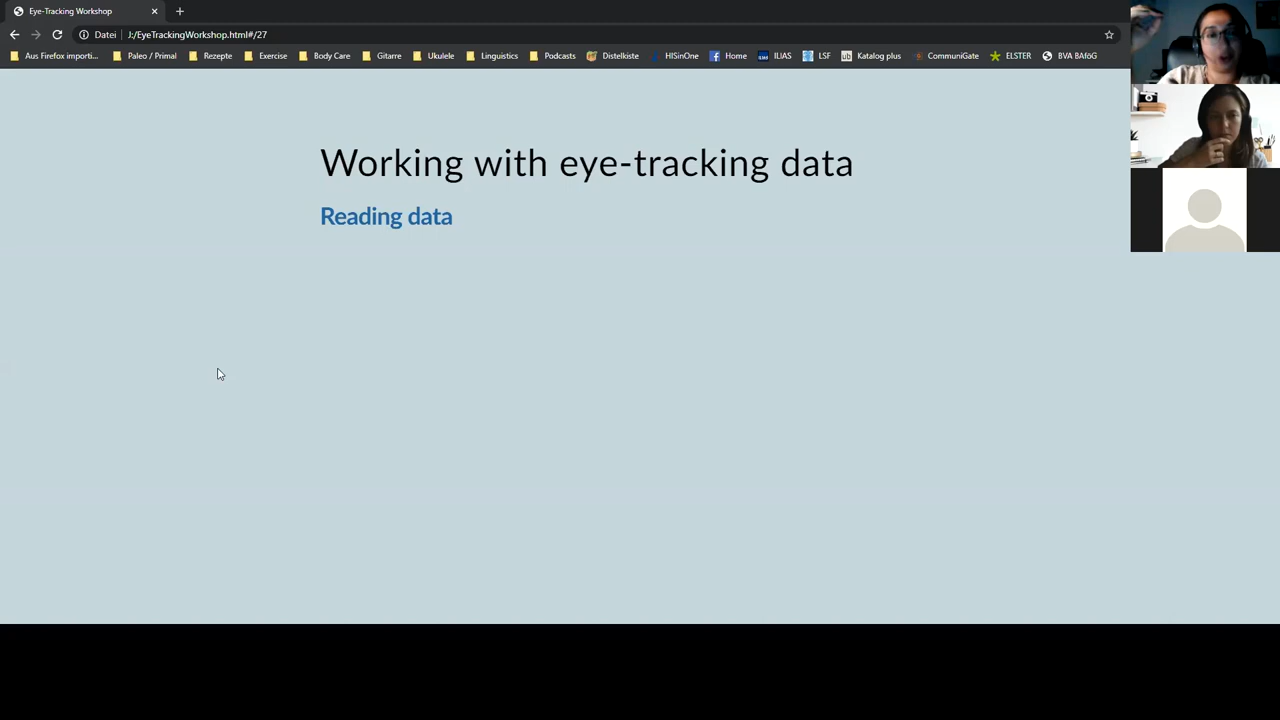 Eye-Tracking Workshop
Datei J:/EyeTrackingWorkshop.html#/27
Aus Firefox importi... Paleo / Primal Rezepte Exercise Body Care Gitarre Ukulele Linguistics Podcasts Distelkiste HISinOne Home ILIAS LSF ub Katalog plus CommuniGate ELSTER BVA BAföG
Working with eye-tracking data
Reading data